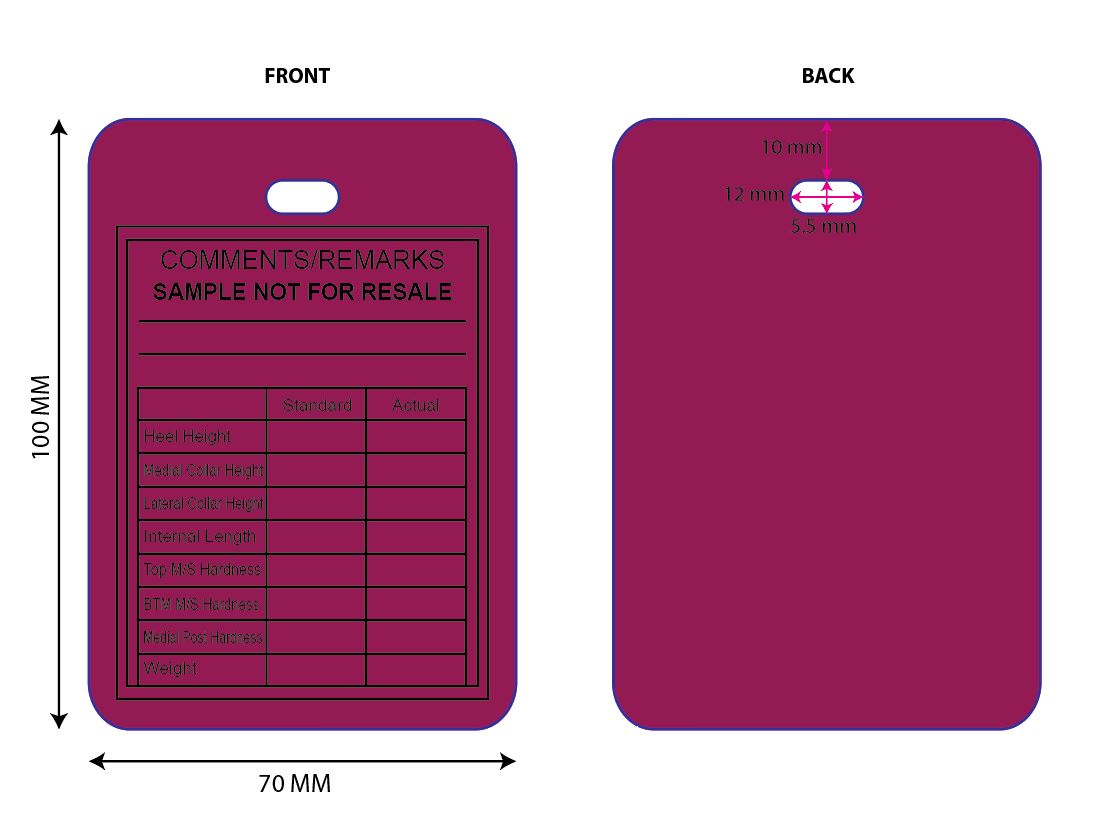 FRONT
BACK
100 MM
70 MM
COMMENTS/REMARKS
SAMPLE NOT FOR RESALE
Standard Actual
Heel Height
Medial Collar Height
Lateral Collar Height
Internal Length
Top M/S Hardness
BTM M/S Hardness
Medial Post Hardness
Weight
10 mm
12 mm
5.5 mm